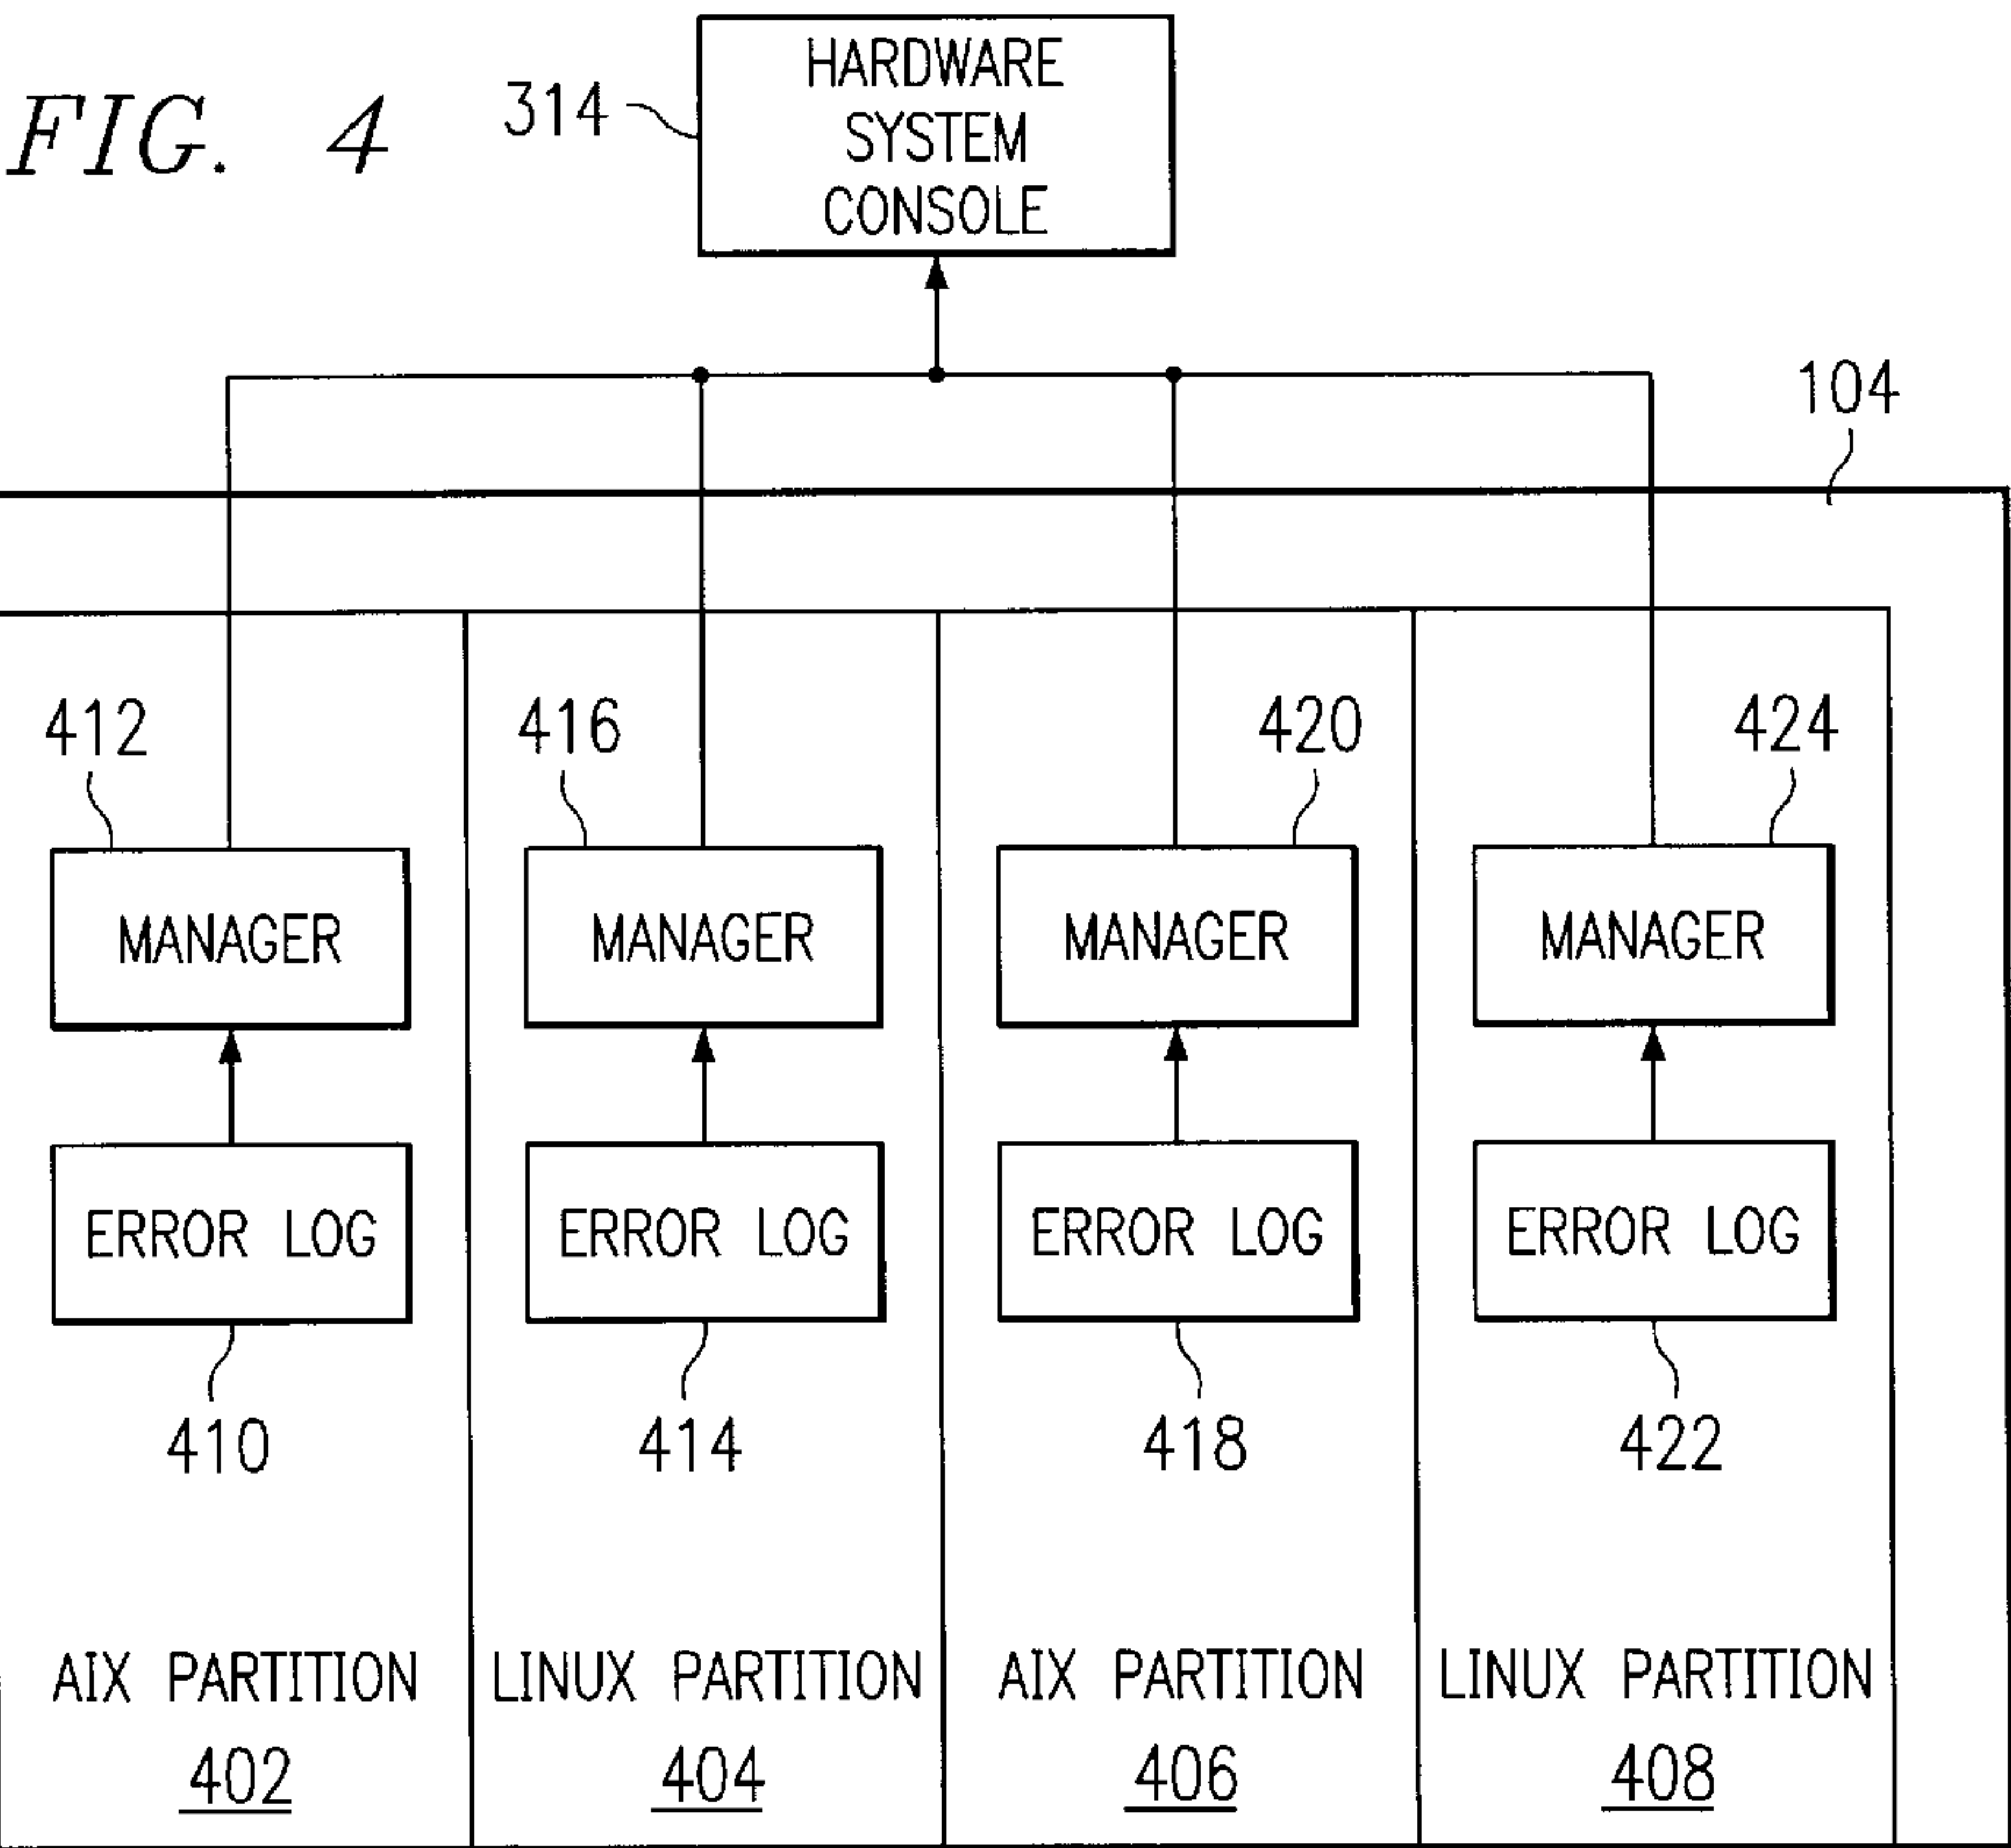 FIG. 4
314
HARDWARE
SYSTEM
CONSOLE
104
412
416
420
424
MANAGER
MANAGER
MANAGER
MANAGER
ERROR LOG
ERROR LOG
ERROR LOG
ERROR LOG
410
414
418
422
AIX PARTITION
LINUX PARTITION
AIX PARTITION
LINUX PARTITION
402
404
406
408